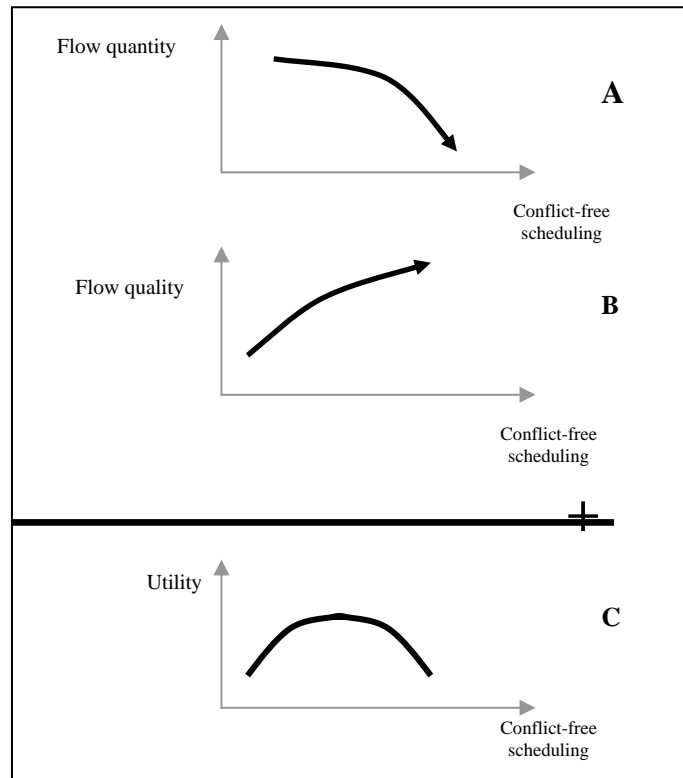 Flow quantity
A
Conflict-free
scheduling
Flow quality
B
Conflict-free
scheduling
Utility
C
Conflict-free
scheduling